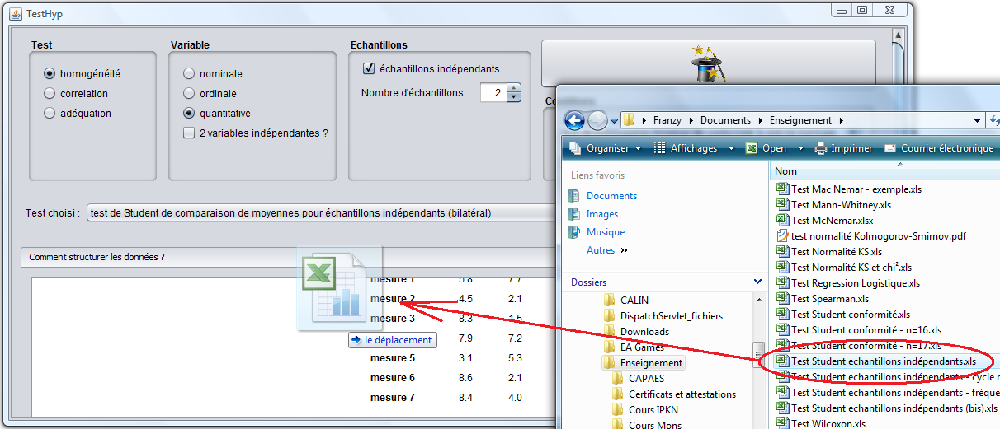 TestHyp
Test
homogénéité
correlation
adéquation
Variable
nominale
ordinale
quantitative
2 variables indépendantes ?
Echantillons
échantillons indépendants
Nombre d'échantillons 2
Test choisi : test de Student de comparaison de moyennes pour échantillons indépendants (bilatéral)
Comment structurer les données ?
mesure 1 5.8 7.7
mesure 2 4.5 2.1
mesure 3 8.3 1.5
7.9 7.2
mesure 5 3.1 5.3
mesure 6 8.6 2.1
mesure 7 8.4 4.0
le déplacement
Franzy Documents Enseignement
Organiser Affichages Open Imprimer Courrier électronique
Liens favoris
Documents
Images
Musique
Autres »
Dossiers
CALIN
DispatchServlet_fichiers
Downloads
EA Games
Enseignement
CAPAES
Certificats et attestations
Cours IPKN
Cours Mons
Nom
Test Mac Nemar - exemple.xls
Test Mann-Whitney.xls
Test McNemar.xlsx
test normalité Kolmogorov-Smirnov.pdf
Test Normalité KS.xls
Test Normalité KS et chi².xls
Test Regression Logistique.xls
Test Spearman.xls
Test Student conformité.xls
Test Student conformité - n=16.xls
Test Student conformité - n=17.xls
Test Student echantillons indépendants.xls
Test Student echantillons indépendants - cycle
Test Student echantillons indépendants - fréque
Test Student echantillons indépendants (bis).xls
Test Wilcoxon.xls